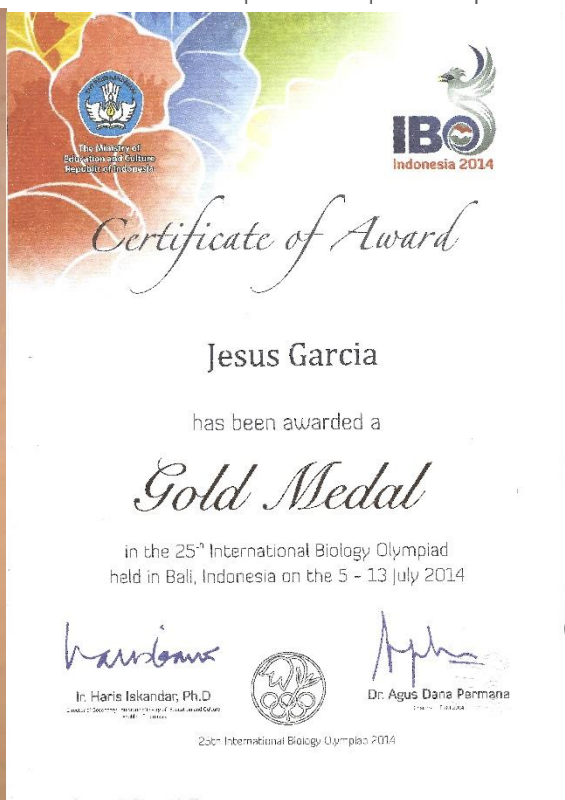 The Ministry of
Education and Culture
Republic of Indonesia
IBO
Indonesia 2014
Certificate of Award
Jesus Garcia
has been awarded a
Gold Medal
in the 25th International Biology Olympiad
held in Bali, Indonesia on the 5 - 13 July 2014
Ir. Haris Iskandar, Ph.D
Dr. Agus Dana Permana
25th International Biology Olympiad 2014